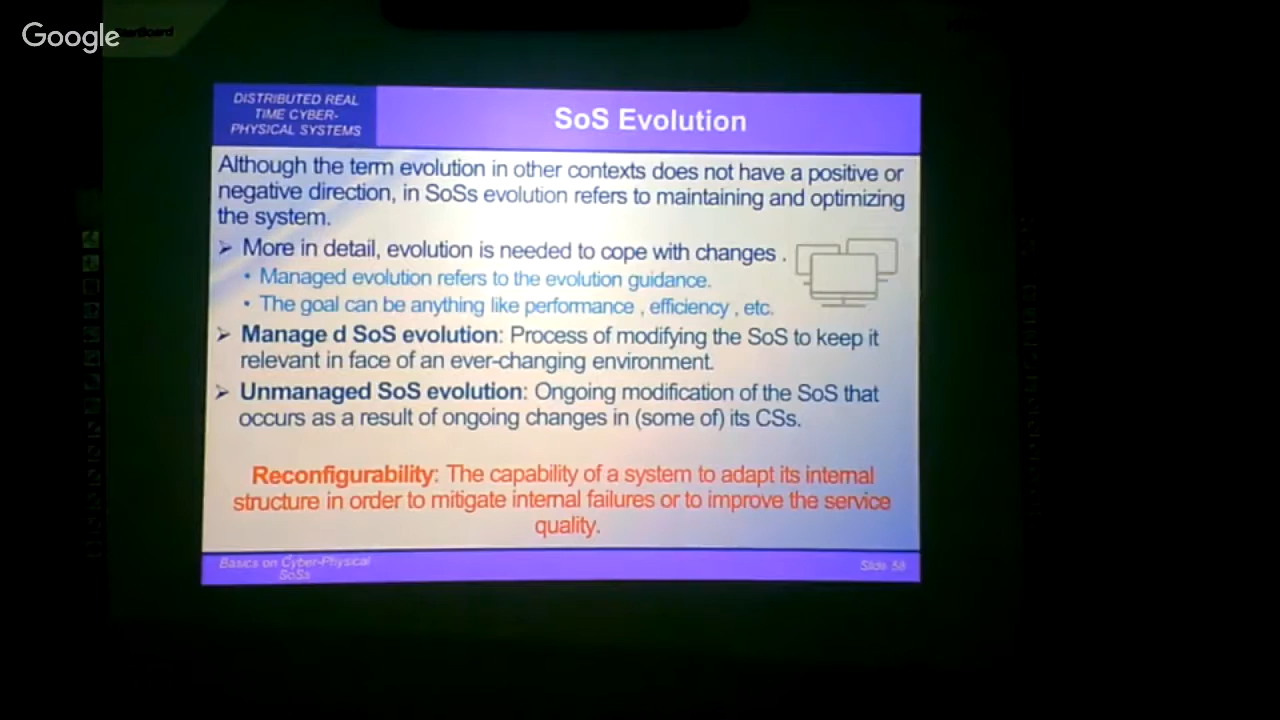 Google
DISTRIBUTED REAL
TIME CYBER-
PHYSICAL SYSTEMS
SoS Evolution
Although the term evolution in other contexts does not have a positive or
negative direction, in SoSs evolution refers to maintaining and optimizing
the system.
➢ More in detail, evolution is needed to cope with changes .
• Managed evolution refers to the evolution guidance.
• The goal can be anything like performance , efficiency , etc.
➢ Manage d SoS evolution: Process of modifying the SoS to keep it
relevant in face of an ever-changing environment.
➢ Unmanaged SoS evolution: Ongoing modification of the SoS that
occurs as a result of ongoing changes in (some of) its CSs.
Reconfigurability: The capability of a system to adapt its internal
structure in order to mitigate internal failures or to improve the service
quality.
Basics on Cyber-Physical
SoSs
Slide 58